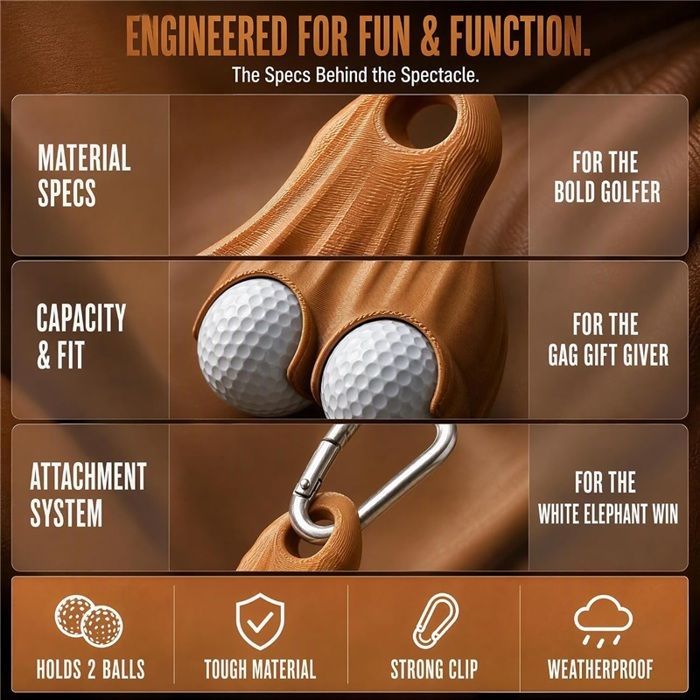 ENGINEERED FOR FUN & FUNCTION.
The Specs Behind the Spectacle.
MATERIAL
SPECS
FOR THE
BOLD GOLFER
CAPACITY
& FIT
FOR THE
GAG GIFT GIVER
ATTACHMENT
SYSTEM
FOR THE
WHITE ELEPHANT WIN
HOLDS 2 BALLS
TOUGH MATERIAL
STRONG CLIP
WEATHERPROOF